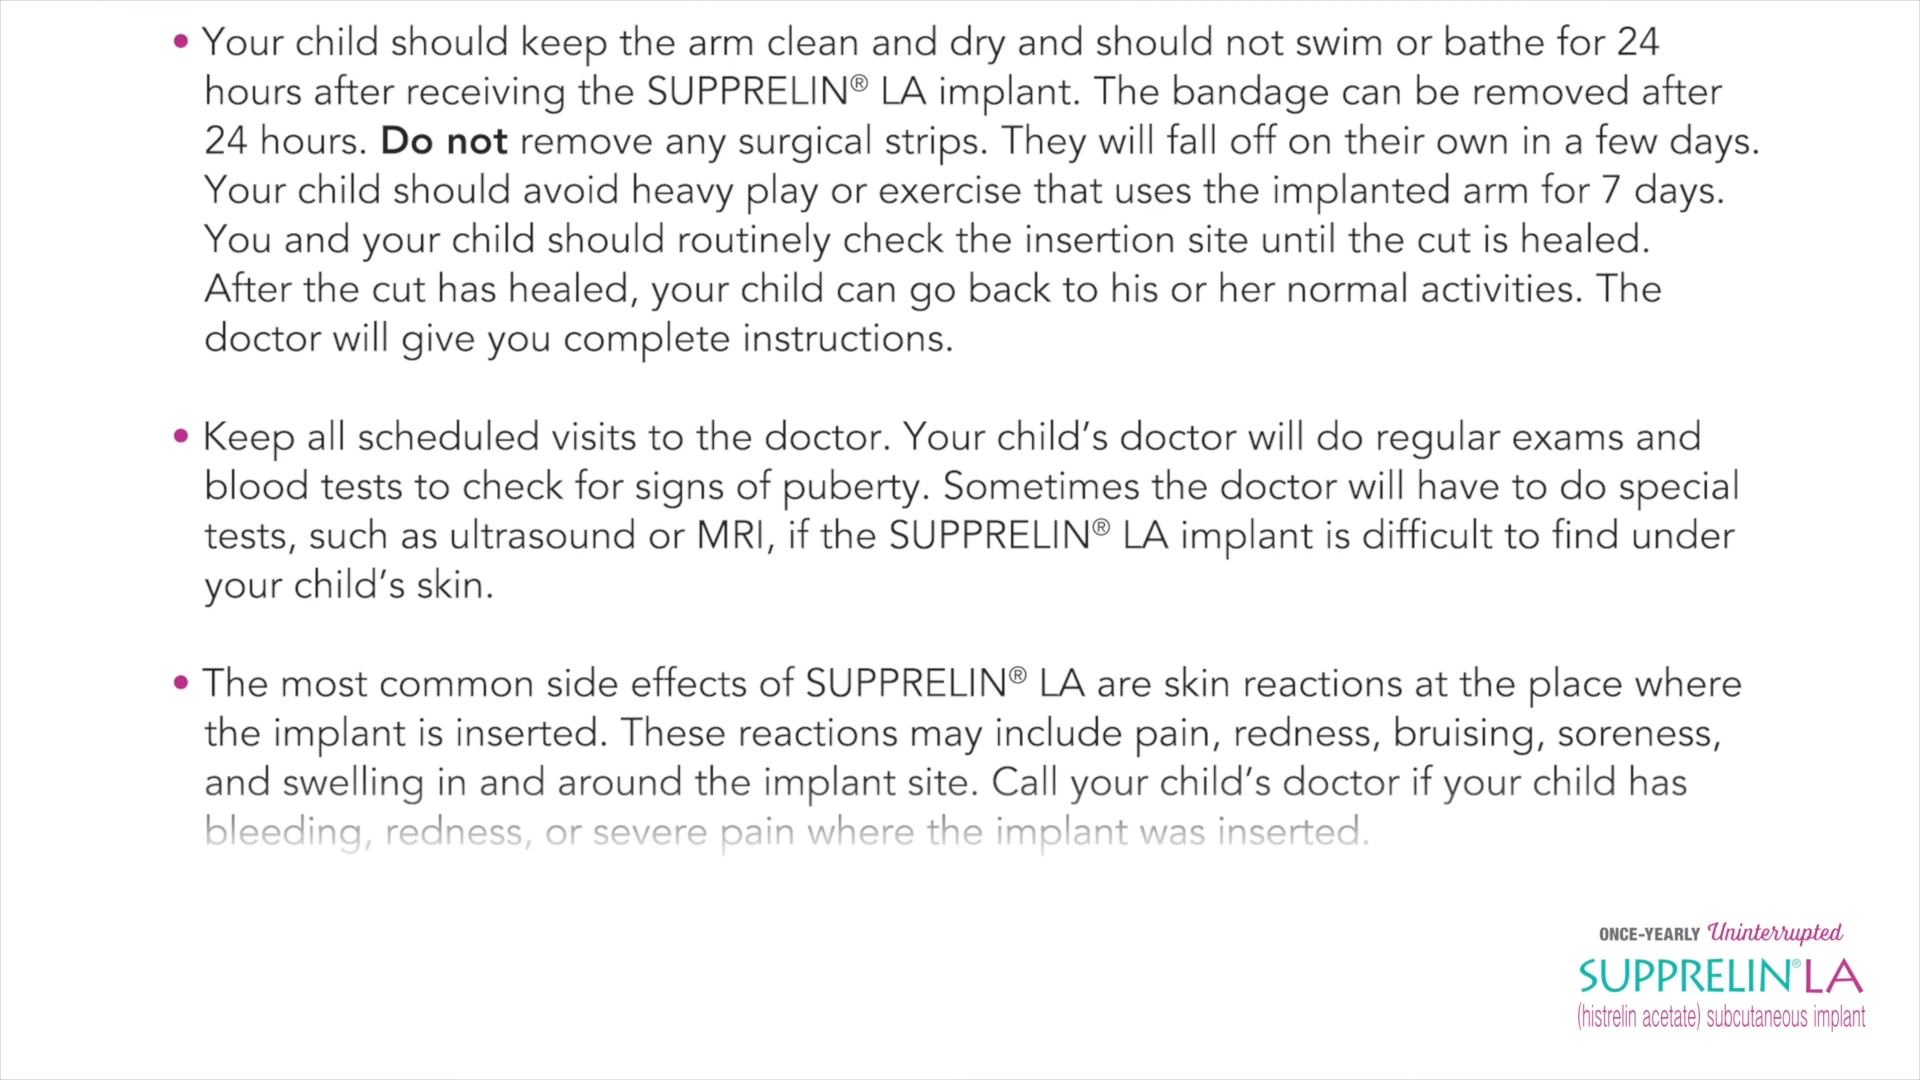 • Your child should keep the arm clean and dry and should not swim or bathe for 24
hours after receiving the SUPPRELIN® LA implant. The bandage can be removed after
24 hours. Do not remove any surgical strips. They will fall off on their own in a few days.
Your child should avoid heavy play or exercise that uses the implanted arm for 7 days.
You and your child should routinely check the insertion site until the cut is healed.
After the cut has healed, your child can go back to his or her normal activities. The
doctor will give you complete instructions.
• Keep all scheduled visits to the doctor. Your child’s doctor will do regular exams and
blood tests to check for signs of puberty. Sometimes the doctor will have to do special
tests, such as ultrasound or MRI, if the SUPPRELIN® LA implant is difficult to find under
your child’s skin.
• The most common side effects of SUPPRELIN® LA are skin reactions at the place where
the implant is inserted. These reactions may include pain, redness, bruising, soreness,
and swelling in and around the implant site. Call your child’s doctor if your child has
bleeding, redness, or severe pain where the implant was inserted.
ONCE-YEARLY Uninterrupted
SUPPRELIN® LA
(histrelin acetate) subcutaneous implant